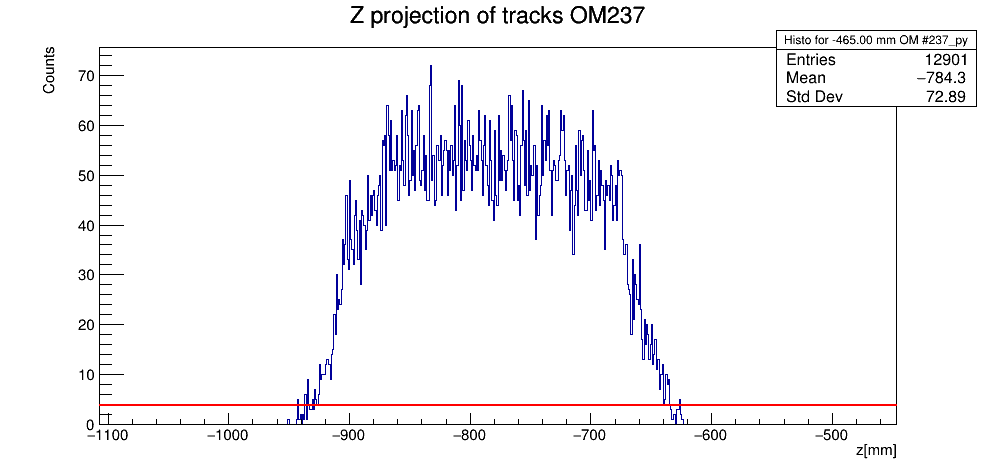 Z projection of tracks OM237
Histo for -465.00 mm OM #237_py
Entries 12901
Mean −784.3
Std Dev 72.89
Counts
70
60
50
40
30
20
10
0
−1100 −1000 −900 −800 −700 −600 −500
z[mm]